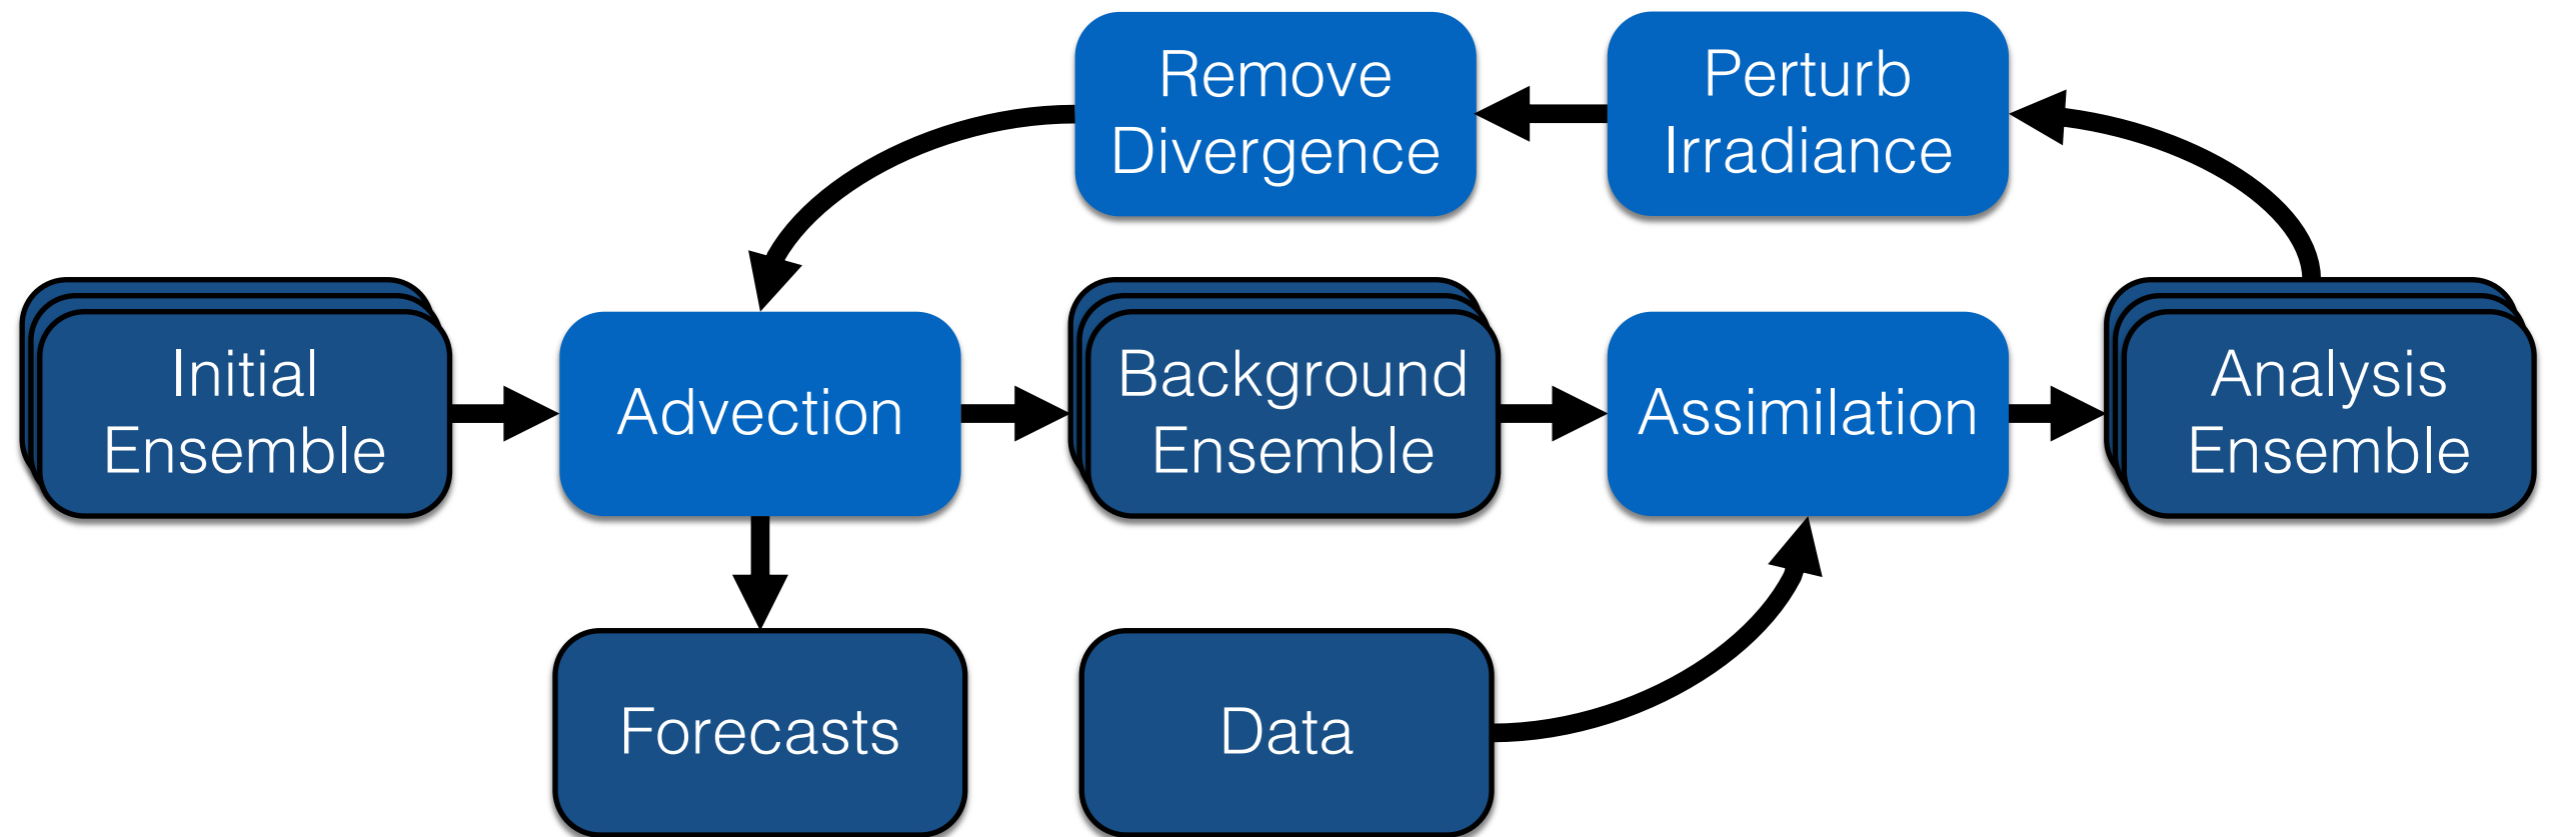 Remove
Divergence
Perturb
Irradiance
Initial
Ensemble
Advection
Background
Ensemble
Assimilation
Analysis
Ensemble
Forecasts
Data